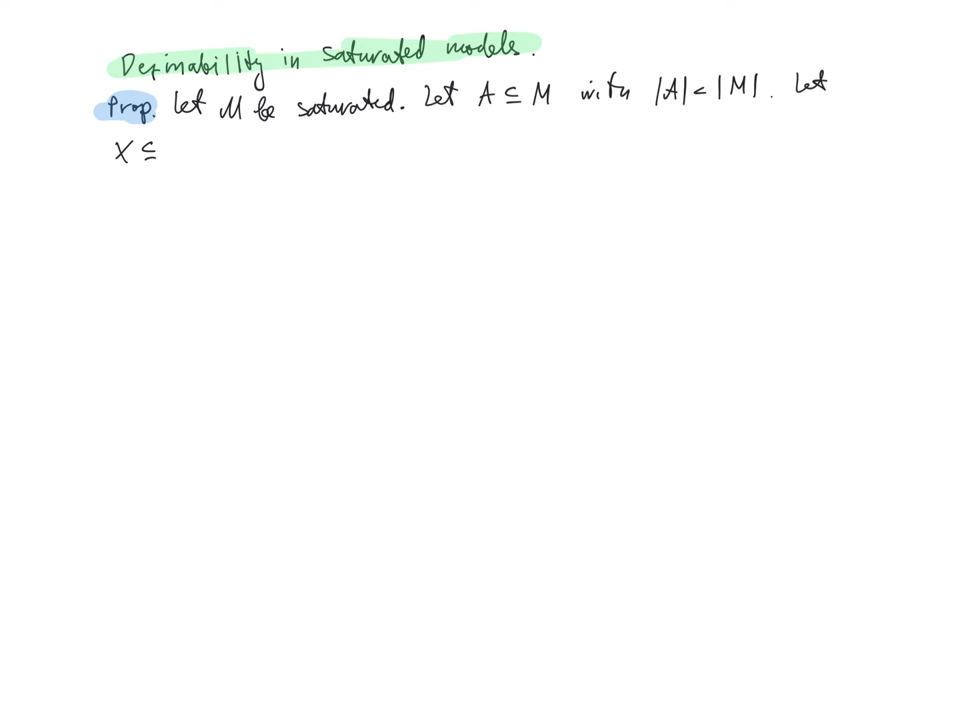 Definability in saturated models.
Prop. Let M be saturated. Let A ⊆ M with |A| < |M|. Let
X ⊆